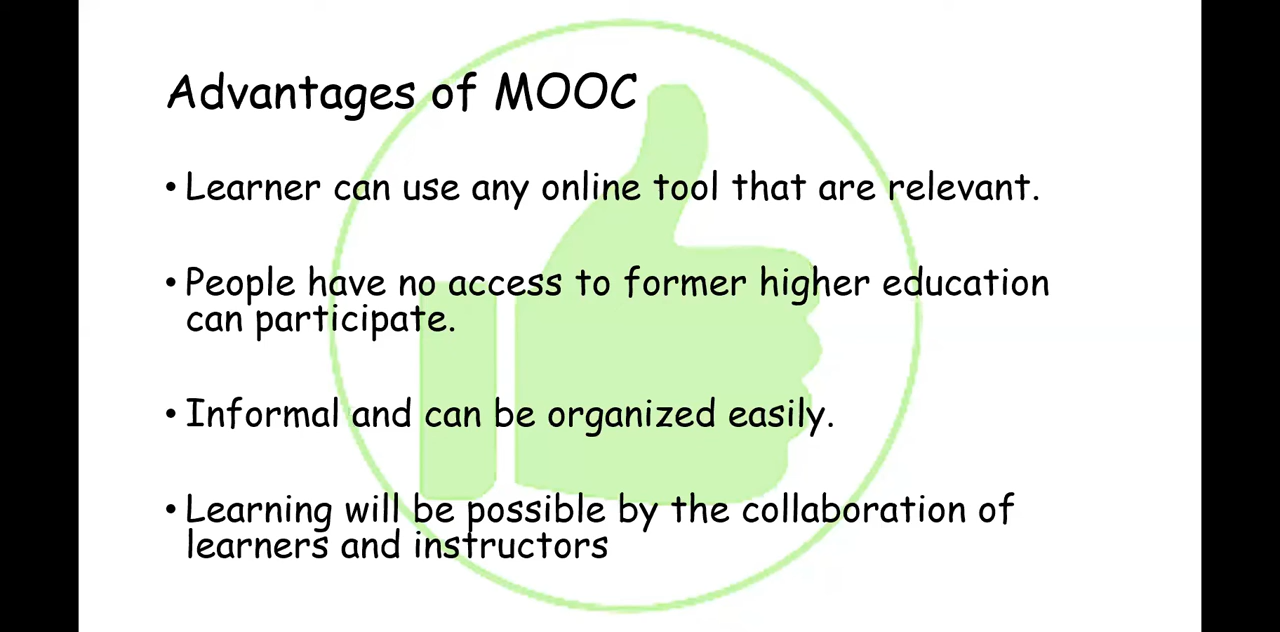 Advantages of MOOC
• Learner can use any online tool that are relevant.
• People have no access to former higher education
can participate.
• Informal and can be organized easily.
• Learning will be possible by the collaboration of
learners and instructors